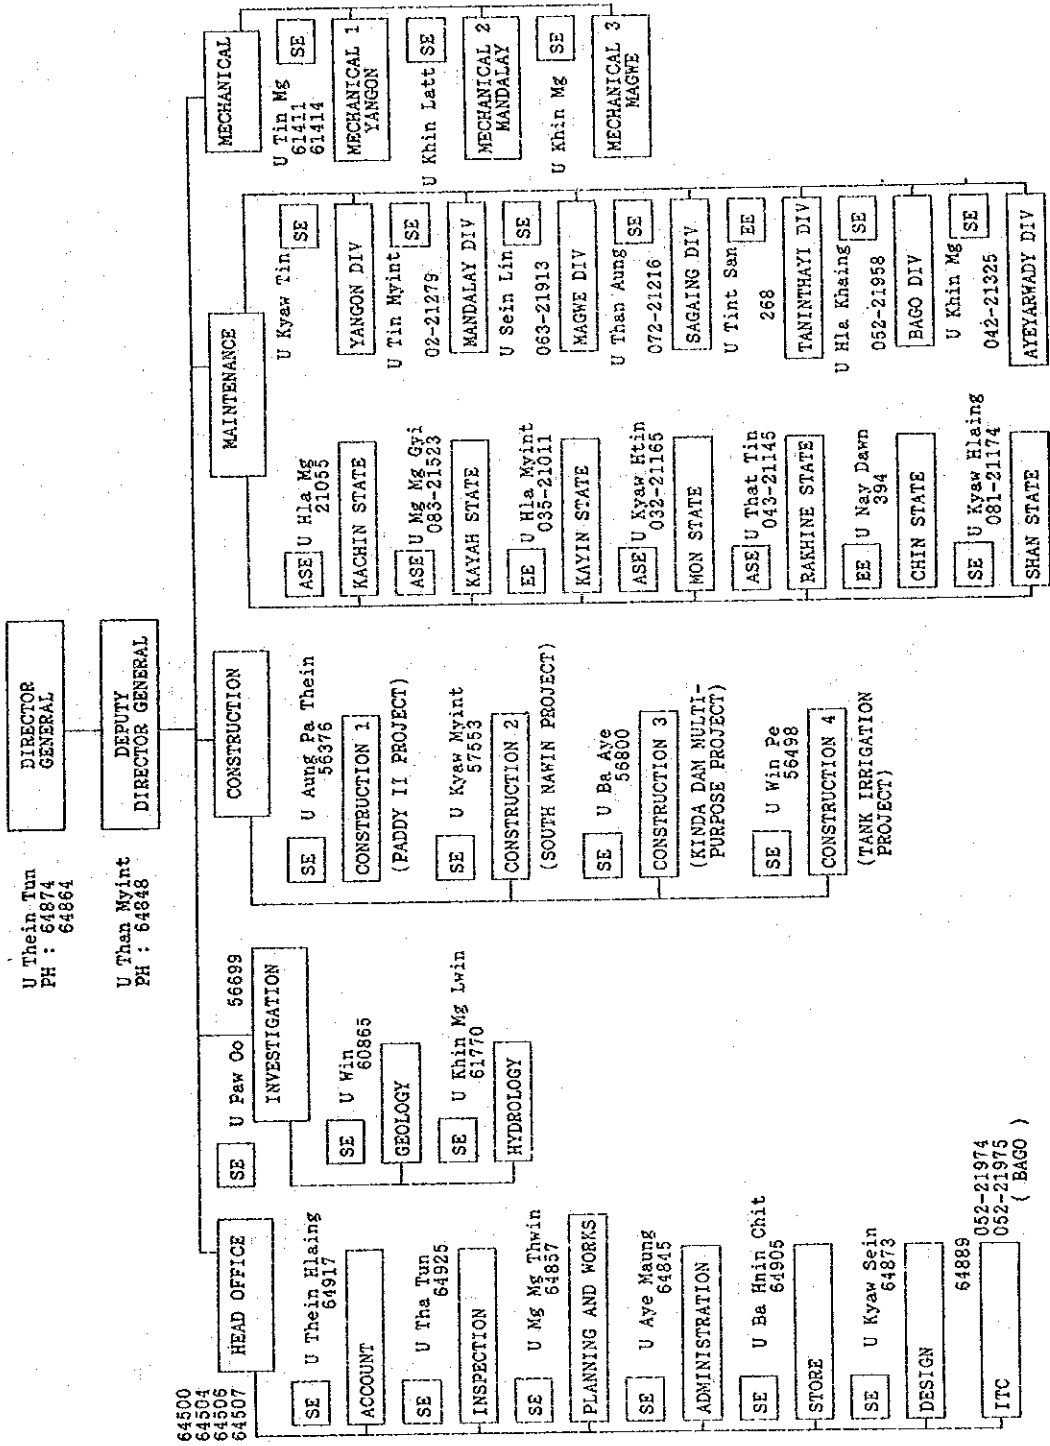 U Thein Tun
PH : 64874
64864
DIRECTOR
GENERAL
U Than Myint
PH : 64848
DEPUTY
DIRECTOR GENERAL
64500
64504
64506
64507
HEAD OFFICE
SE U Thein Hlaing
64917
ACCOUNT
SE U Tha Tun
64925
INSPECTION
SE U Mg Mg Thwin
64857
PLANNING AND WORKS
SE U Aye Maung
64845
ADMINISTRATION
SE U Ba Hnin Chit
64905
STORE
SE U Kyaw Sein
64873
DESIGN
64889
ITC
052-21974
052-21975
( BAGO )
SE U Paw Oo 56699
INVESTIGATION
SE U Win
60865
GEOLOGY
SE U Khin Mg Lwin
61770
HYDROLOGY
CONSTRUCTION
SE U Aung Pa Thein
56376
CONSTRUCTION 1
(PADDY II PROJECT)
SE U Kyaw Myint
57553
CONSTRUCTION 2
(SOUTH NAWIN PROJECT)
SE U Ba Aye
56800
CONSTRUCTION 3
(KINDA DAM MULTI-
PURPOSE PROJECT)
SE U Win Pe
56498
CONSTRUCTION 4
(TANK IRRIGATION
PROJECT)
MAINTENANCE
ASE U Hla Mg
21055
KACHIN STATE
ASE U Mg Mg Gyi
083-21523
KAYAH STATE
EE U Hla Myint
035-21011
KAYIN STATE
ASE U Kyaw Htin
032-21165
MON STATE
ASE U That Tin
043-21145
RAKHINE STATE
EE U Nay Dawn
394
CHIN STATE
SE U Kyaw Hlaing
081-21174
SHAN STATE
U Kyaw Tin SE
YANGON DIV
U Tin Myint SE
02-21279
MANDALAY DIV
U Sein Lin SE
063-21913
MAGWE DIV
U Than Aung SE
072-21216
SAGAING DIV
U Tint San EE
268
TANINTHAYI DIV
U Hla Khaing SE
052-21958
BAGO DIV
U Khin Mg SE
042-21325
AYEYARWADY DIV
MECHANICAL
U Tin Mg SE
61411
61414
MECHANICAL 1
YANGON
U Khin Latt SE
MECHANICAL 2
MANDALAY
U Khin Mg SE
MECHANICAL 3
MAGWE